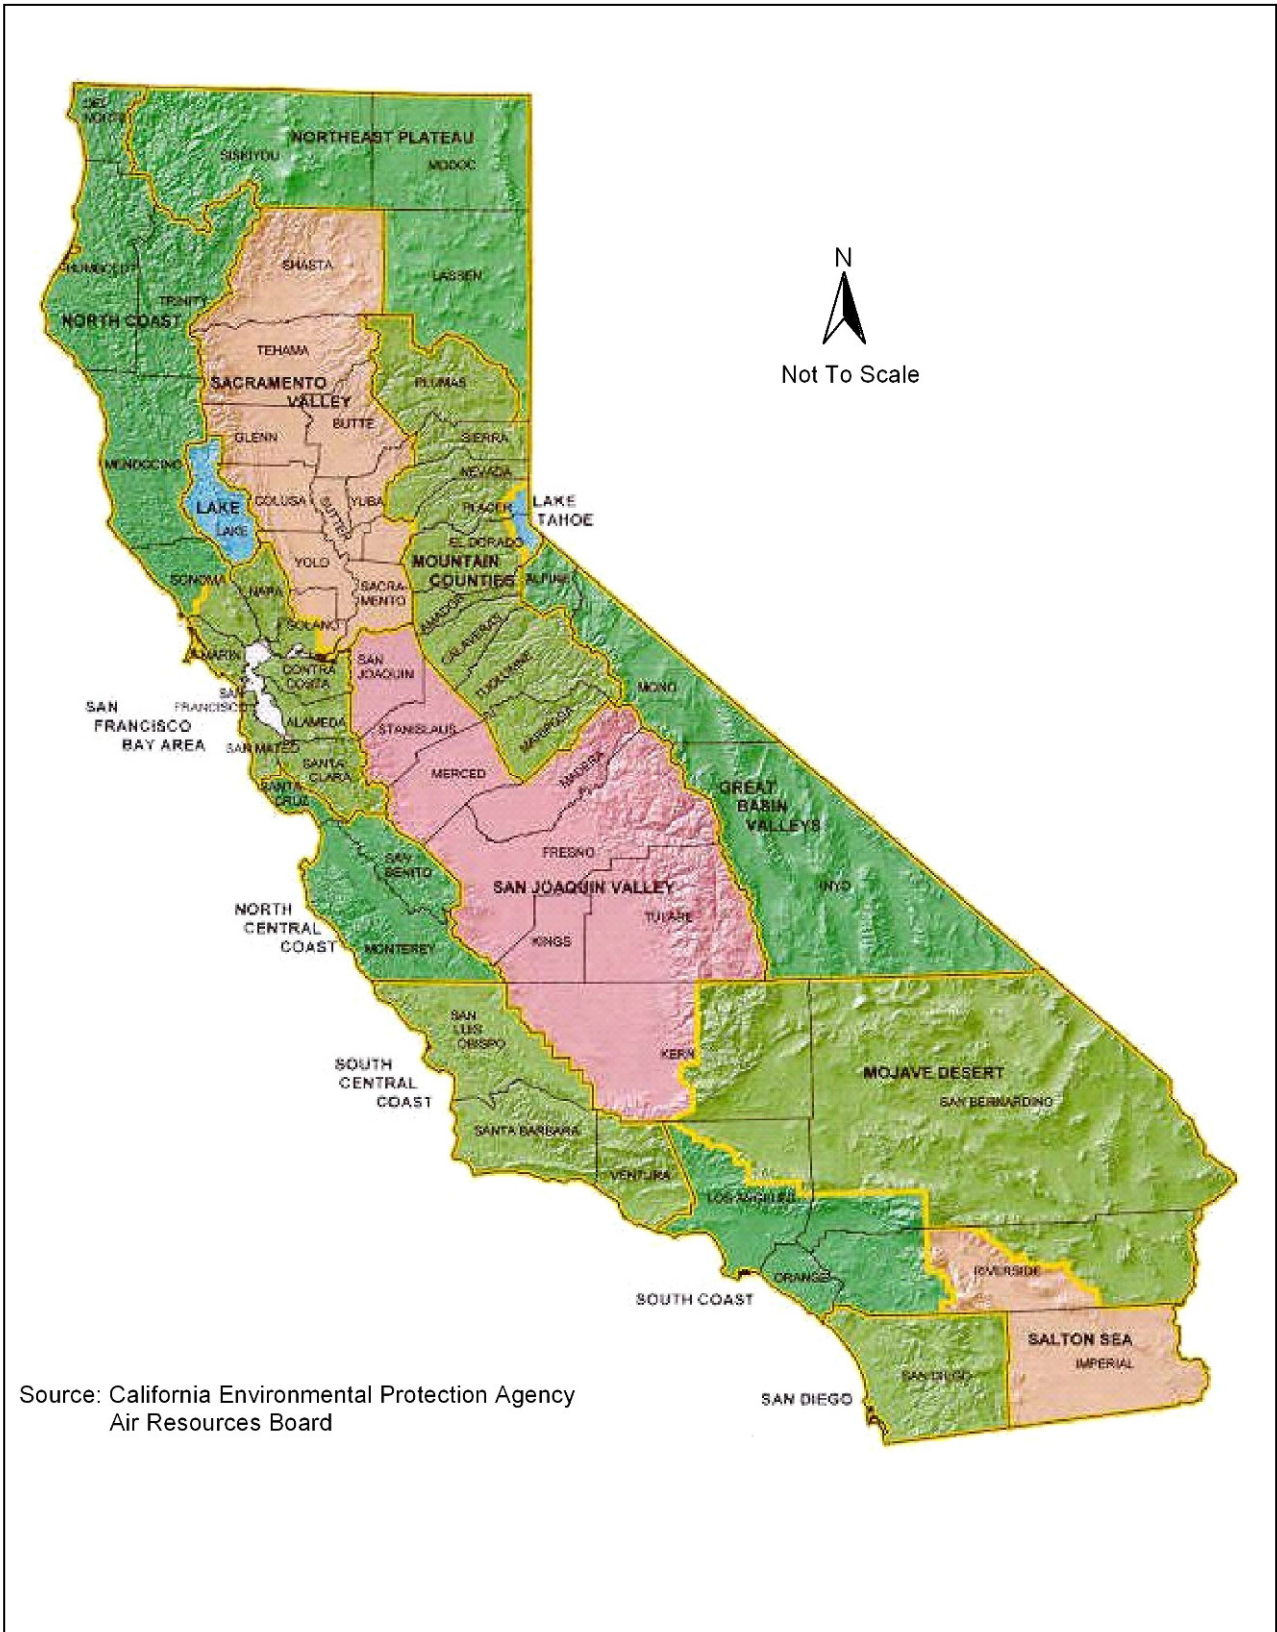 DEL
NORTE
NORTHEAST PLATEAU
SISKIYOU
MODOC
SHASTA
LASSEN
HUMBOLDT
TRINITY
NORTH COAST
TEHAMA
SACRAMENTO
VALLEY
PLUMAS
BUTTE
GLENN
SIERRA
MENDOCINO
NEVADA
LAKE
LAKE
COLUSA
SUTTER
YUBA
PLACER
LAKE
TAHOE
EL DORADO
YOLO
MOUNTAIN
COUNTIES
ALPINE
SONOMA
NAPA
SACRA-
MENTO
AMADOR
SOLANO
CALAVERAS
MARIN
CONTRA
COSTA
SAN
JOAQUIN
TUOLUMNE
MONO
SAN
FRANCISCO
SAN
FRANCISCO
BAY AREA
ALAMEDA
STANISLAUS
MARIPOSA
SAN MATEO
SANTA
CLARA
MERCED
MADERA
SANTA
CRUZ
GREAT
BASIN
VALLEYS
SAN
BENITO
FRESNO
SAN JOAQUIN VALLEY
INYO
NORTH
CENTRAL
COAST
TULARE
MONTEREY
KINGS
SAN
LUIS
OBISPO
SOUTH
CENTRAL
COAST
KERN
MOJAVE DESERT
SAN BERNARDINO
SANTA BARBARA
VENTURA
LOS ANGELES
ORANGE
RIVERSIDE
SOUTH COAST
SALTON SEA
IMPERIAL
SAN DIEGO
SAN DIEGO
N
Not To Scale
Source: California Environmental Protection Agency
Air Resources Board